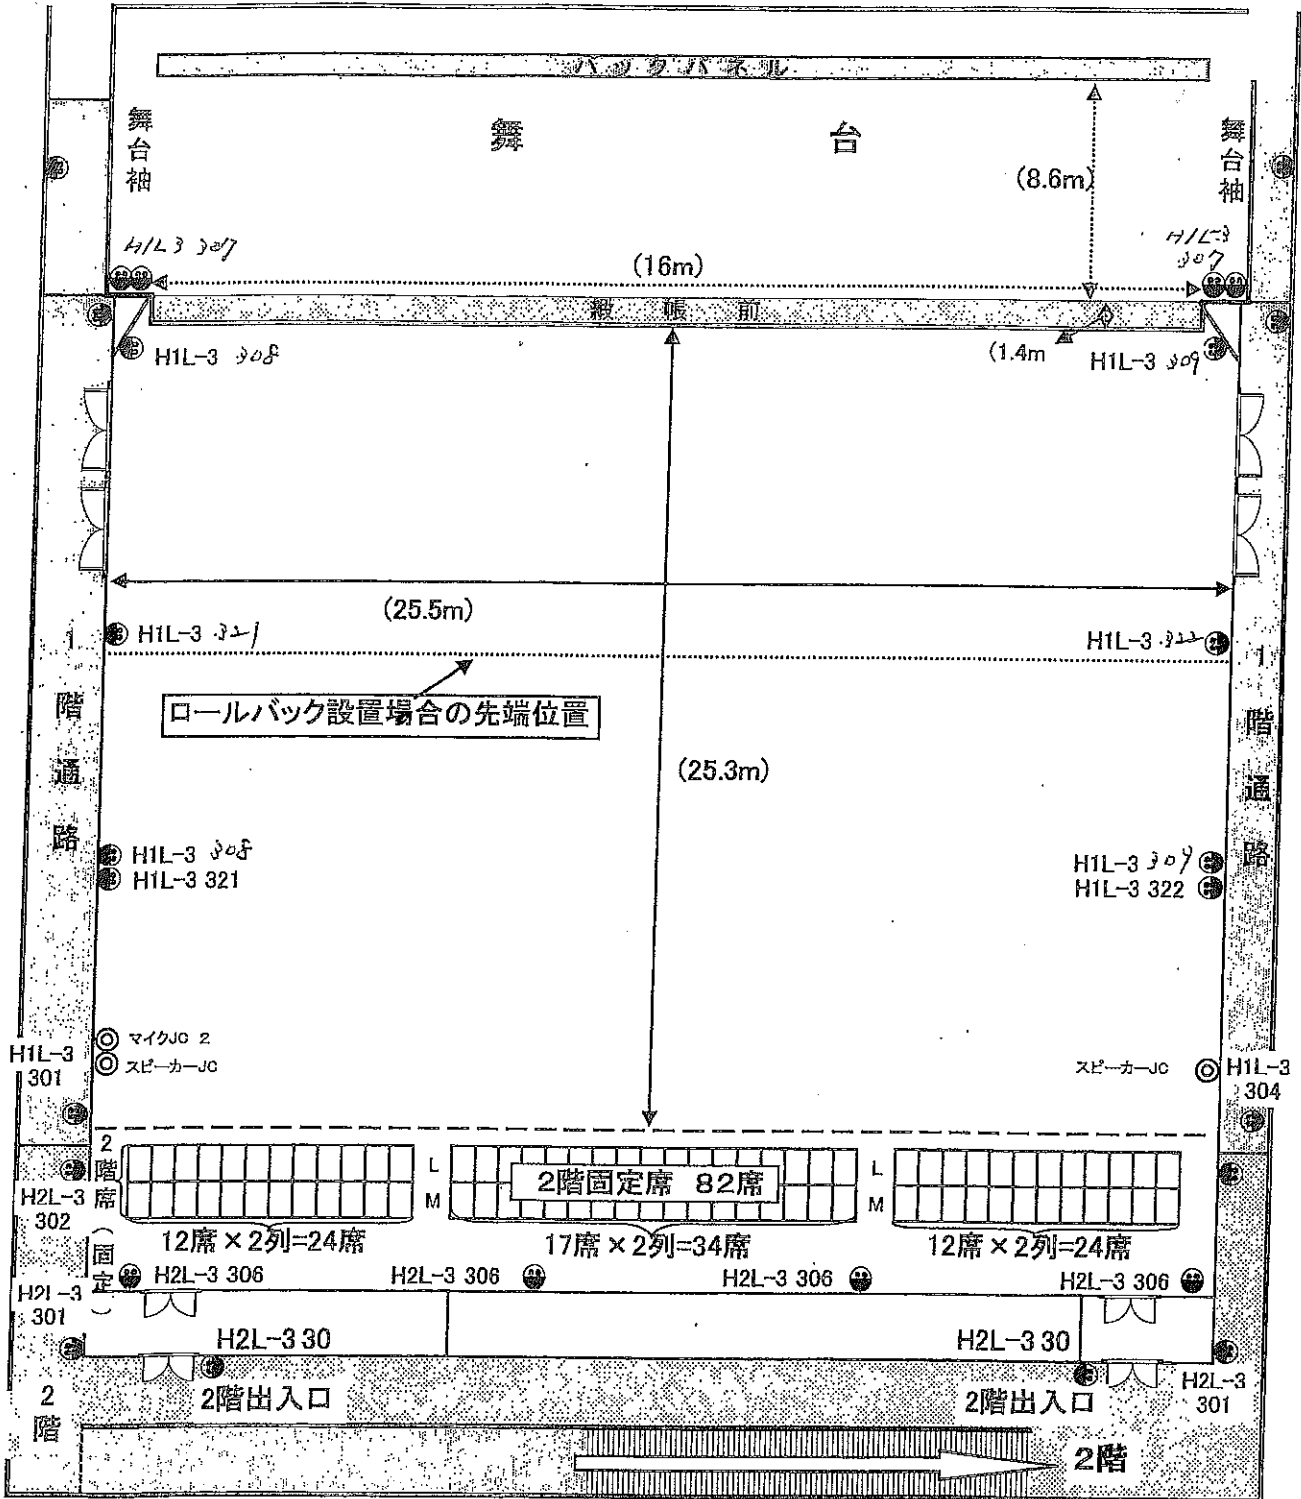 バックパネル
舞台
舞台袖
舞台袖
(8.6m)
H1L3 307
H1L-3
307
(16m)
緞帳前
H1L-3 308
(1.4m
H1L-3 309
(25.5m)
H1L-3 321
H1L-3 322
ロールバック設置場合の先端位置
1階通路
1階通路
(25.3m)
H1L-3 308
H1L-3 321
H1L-3 309
H1L-3 322
マイクJC 2
スピーカーJC
H1L-3
301
スピーカーJC
H1L-3
304
2階席(固定)
L
M
2階固定席 82席
L
M
H2L-3
302
12席×2列=24席
17席×2列=34席
12席×2列=24席
H2L-3 306
H2L-3 306
H2L-3 306
H2L-3 306
H2L-3
301
H2L-3 30
H2L-3 30
2階出入口
2階出入口
H2L-3
301
2階
2階